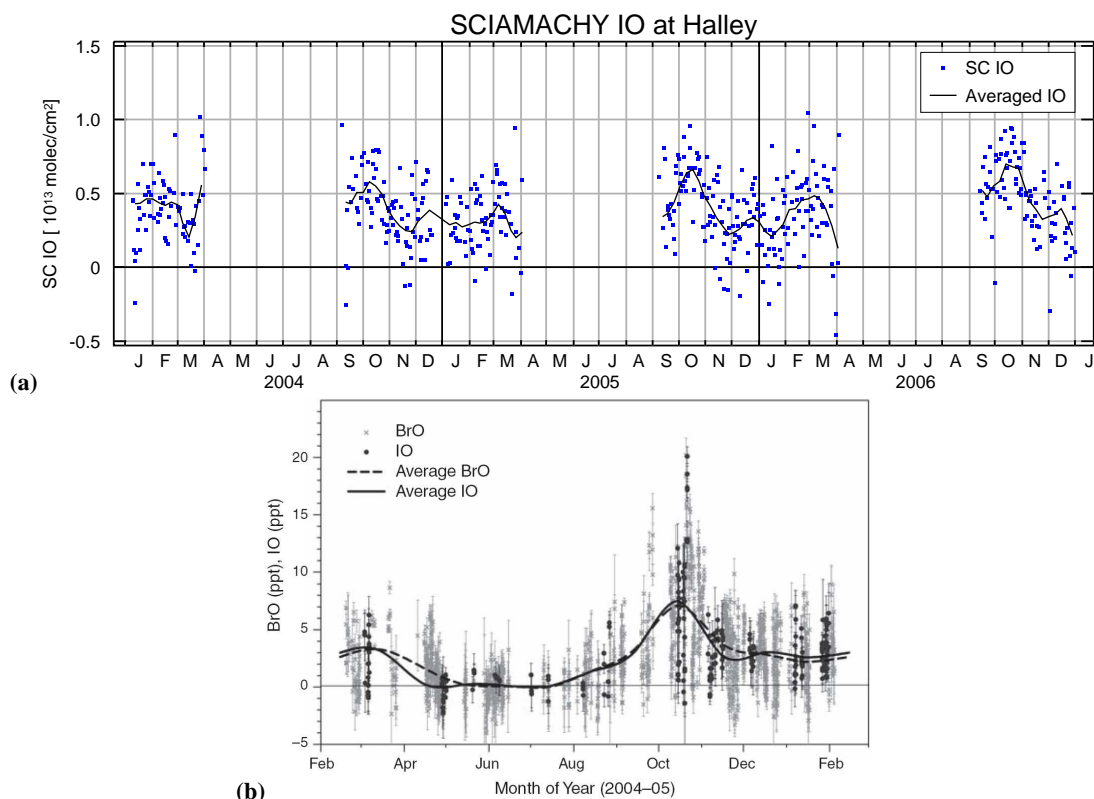 SCIAMACHY IO at Halley
1.5
1.0
0.5
0
-0.5
SC IO [ 10¹³ molec/cm²]
SC IO
Averaged IO
J F M A M J J A S O N D J F M A M J J A S O N D J F M A M J J A S O N D J
2004 2005 2006
(a)
BrO
IO
Average BrO
Average IO
20
15
10
5
0
–5
BrO (ppt), IO (ppt)
Feb Apr Jun Aug Oct Dec Feb
Month of Year (2004–05)
(b)